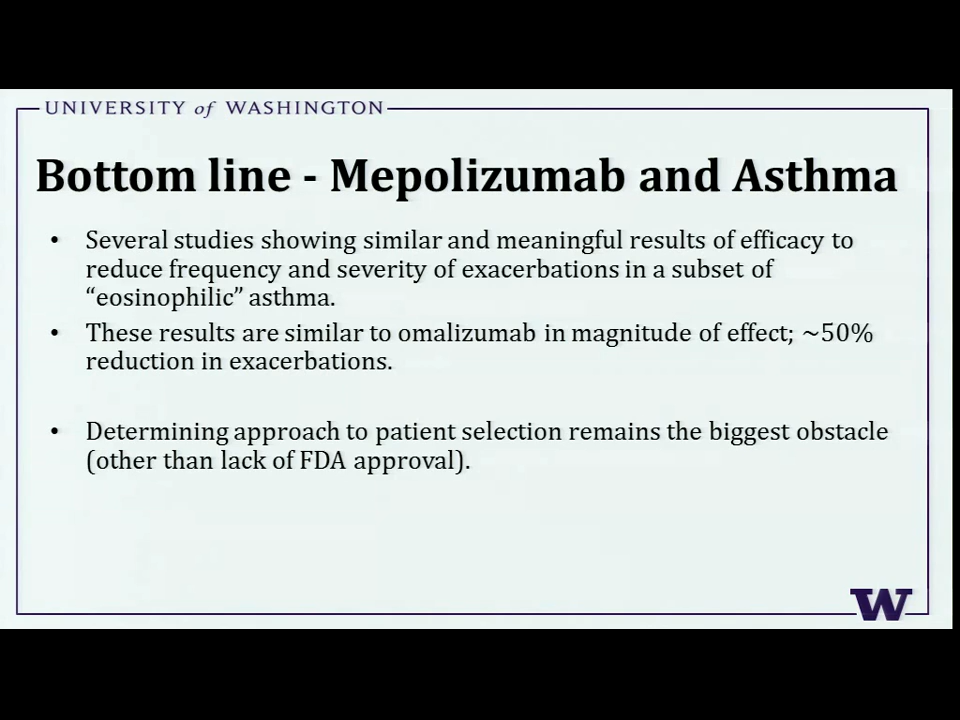 UNIVERSITY of WASHINGTON
Bottom line - Mepolizumab and Asthma
• Several studies showing similar and meaningful results of efficacy to
reduce frequency and severity of exacerbations in a subset of
“eosinophilic” asthma.
• These results are similar to omalizumab in magnitude of effect; ~50%
reduction in exacerbations.
• Determining approach to patient selection remains the biggest obstacle
(other than lack of FDA approval).
W